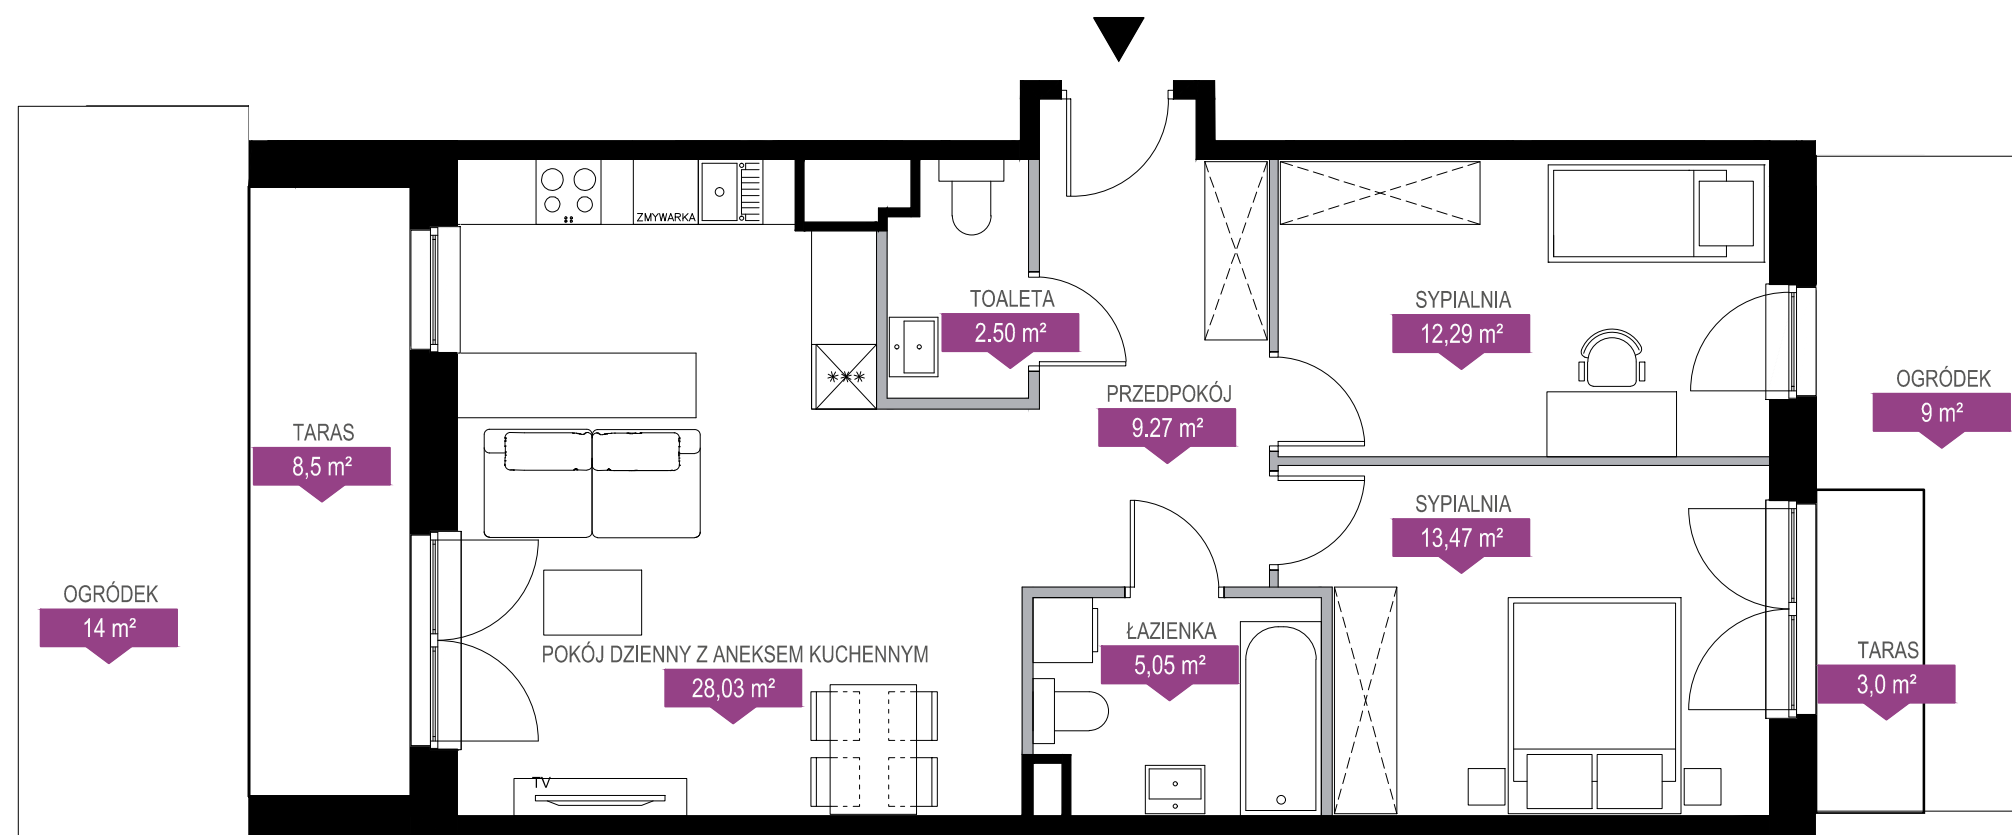 ZMYWARKA
TOALETA
2.50 m²
SYPIALNIA
12,29 m²
PRZEDPOKÓJ
9.27 m²
OGRÓDEK
9 m²
TARAS
8,5 m²
SYPIALNIA
13,47 m²
OGRÓDEK
14 m²
POKÓJ DZIENNY Z ANEKSEM KUCHENNYM
28,03 m²
ŁAZIENKA
5,05 m²
TARAS
3,0 m²
TV